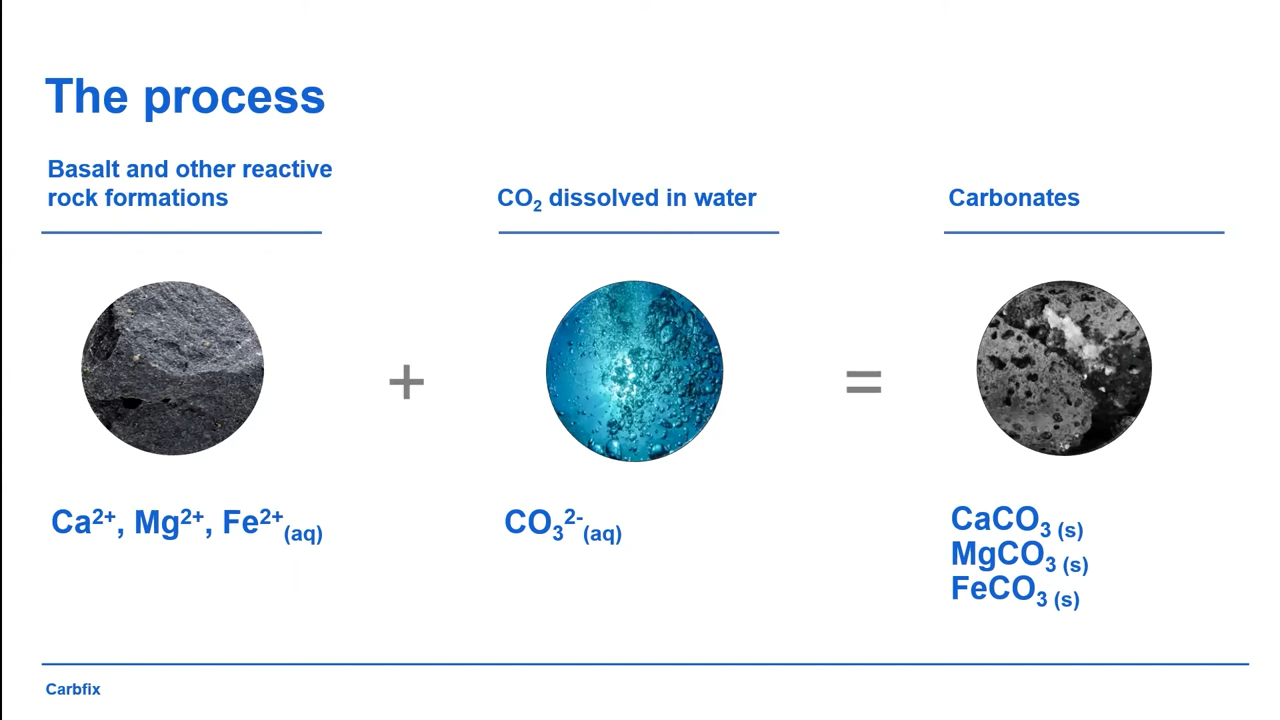 The process
Basalt and other reactive
rock formations
CO₂ dissolved in water
Carbonates
+
=
Ca²⁺, Mg²⁺, Fe²⁺(aq)
CO₃²⁻(aq)
CaCO₃ (s)
MgCO₃ (s)
FeCO₃ (s)
Carbfix